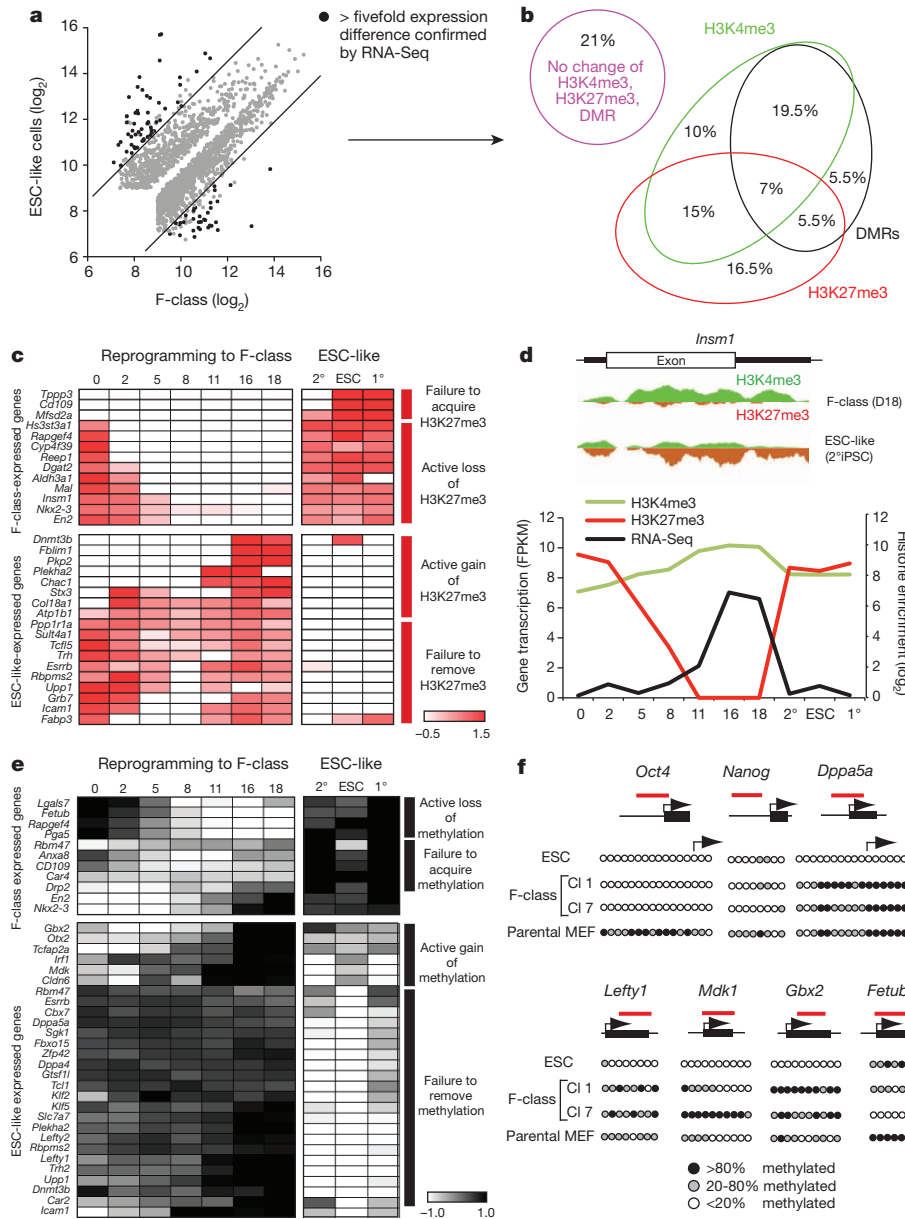 a
> fivefold expression
difference confirmed
by RNA-Seq
ESC-like cells (log2)
16
14
12
10
8
6
6 8 10 12 14 16
F-class (log2)
b
21%
No change of
H3K4me3,
H3K27me3,
DMR
H3K4me3
19.5%
10%
7%
5.5%
15%
5.5%
DMRs
16.5%
H3K27me3
c
Reprogramming to F-class
ESC-like
0 2 5 8 11 16 18
2° ESC 1°
F-class-expressed genes
Tppp3
Cd109
Mfsd2a
Hs3st3a1
Rapgef4
Cyp4f39
Reep1
Dgat2
Aldh3a1
Mal
Insm1
Nkx2-3
En2
Failure to
acquire
H3K27me3
Active loss
of
H3K27me3
ESC-like-expressed genes
Dnmt3b
Fblim1
Pkp2
Plekha2
Chac1
Stx3
Col18a1
Atp1b1
Ppp1r1a
Sult4a1
Tcfl5
Trh
Esrrb
Rbpms2
Upp1
Grb7
Icam1
Fabp3
Active gain
of
H3K27me3
Failure to
remove
H3K27me3
–0.5 1.5
d
Insm1
Exon
H3K4me3
H3K27me3
F-class (D18)
ESC-like
(2°iPSC)
H3K4me3
H3K27me3
RNA-Seq
Gene transcription (FPKM)
12
10
8
6
4
2
0
Histone enrichment
(log2)
12
10
8
6
4
2
0
0 2 5 8 11 16 18 2° ESC 1°
e
Reprogramming to F-class
ESC-like
0 2 5 8 11 16 18
2° ESC 1°
F-class expressed genes
Lgals7
Fetub
Rapgef4
Pga5
Rbm47
Anxa8
CD109
Car4
Drp2
En2
Nkx2-3
Active loss
of
methylation
Failure to
acquire
methylation
ESC-like expressed genes
Gbx2
Otx2
Tcfap2a
Irf1
Mdk
Cldn6
Rbm47
Esrrb
Cbx7
Dppa5a
Sgk1
Fbxo15
Zfp42
Dppa4
Gtsf1l
Tcl1
Klf2
Klf5
Slc7a7
Plekha2
Lefty2
Rbpms2
Lefty1
Trh2
Upp1
Dnmt3b
Car2
Icam1
Active gain
of
methylation
Failure to
remove
methylation
–1.0 1.0
f
Oct4 Nanog Dppa5a
ESC
F-class
Cl 1
Cl 7
Parental MEF
Lefty1 Mdk1 Gbx2 Fetub
ESC
F-class
Cl 1
Cl 7
Parental MEF
>80% methylated
20-80% methylated
<20% methylated